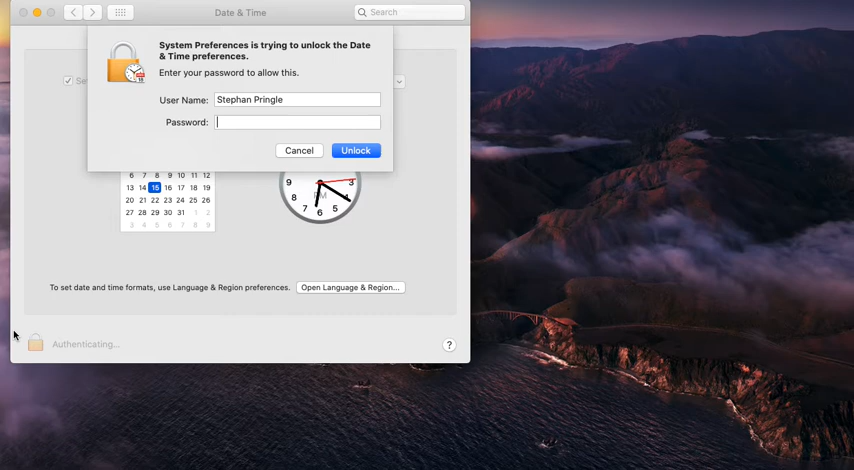 Date & Time
Search
System Preferences is trying to unlock the Date
& Time preferences.
Enter your password to allow this.
User Name: Stephan Pringle
Password:
Cancel Unlock
6 7 8 9 10 11 12
13 14 15 16 17 18 19
20 21 22 23 24 25 26
27 28 29 30 31 1 2
3 4 5 6 7 8 9
9 3
8 PM 4
7 6 5
To set date and time formats, use Language & Region preferences. Open Language & Region...
Authenticating... ?